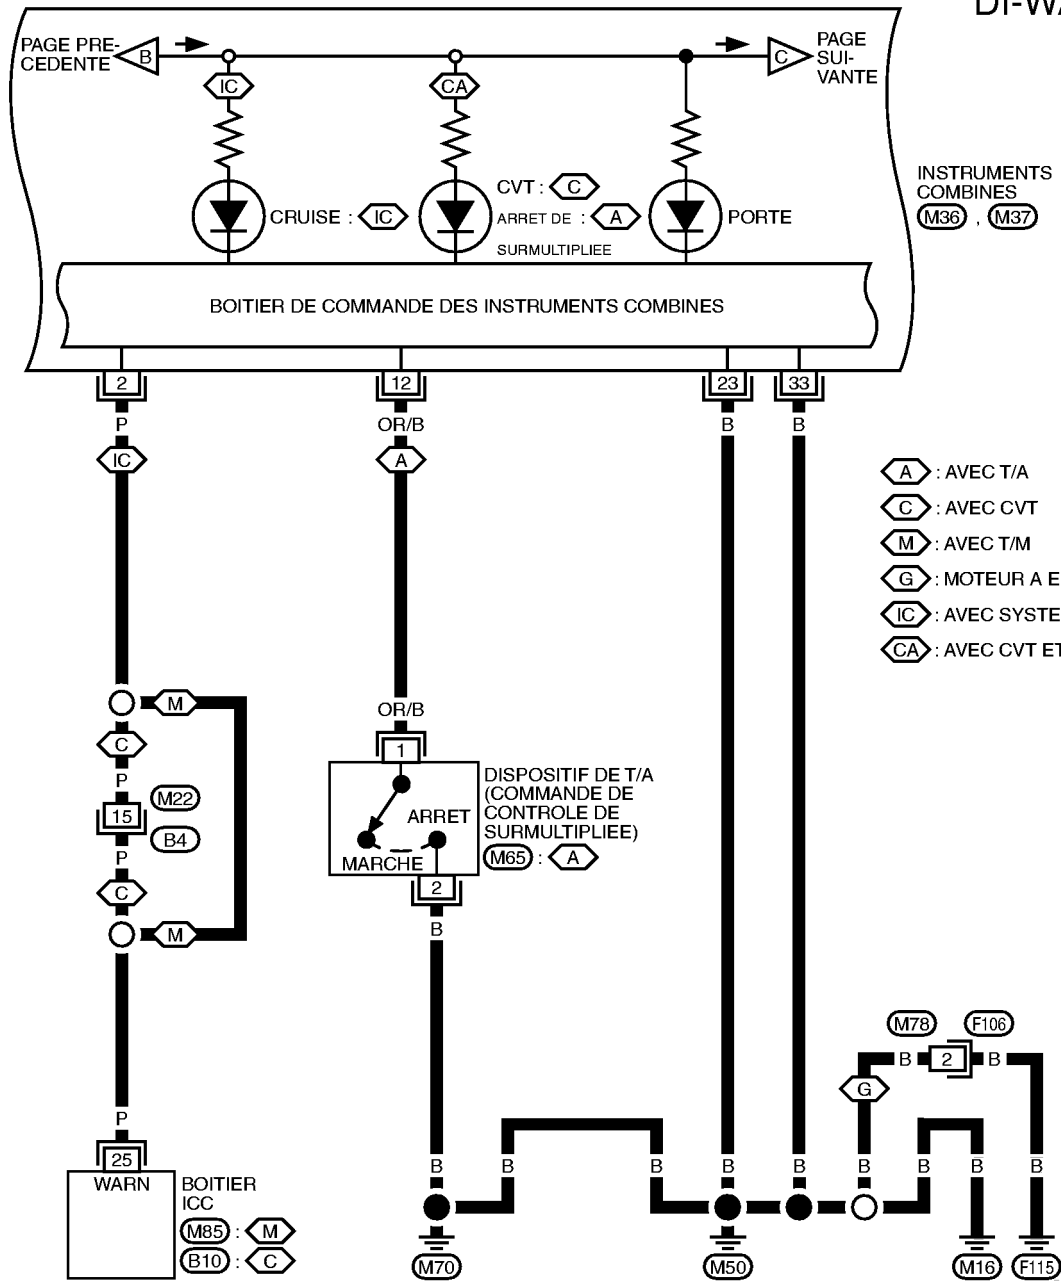 DI-WA
PAGE PRE-
CEDENTE
B
C
PAGE
SUI-
VANTE
IC
CA
INSTRUMENTS
COMBINES
M36 , M37
CRUISE : IC
CVT : C
ARRET DE : A
SURMULTIPLIEE
PORTE
BOITIER DE COMMANDE DES INSTRUMENTS COMBINES
2
12
23
33
P
OR/B
B
B
IC
A
A : AVEC T/A
C : AVEC CVT
M : AVEC T/M
G : MOTEUR A E
IC : AVEC SYSTE
CA : AVEC CVT ET
M
C
P
15
M22
B4
P
C
M
OR/B
1
DISPOSITIF DE T/A
(COMMANDE DE
CONTROLE DE
SURMULTIPLIEE)
M65 : A
ARRET
MARCHE
2
B
M78
F106
B
2
B
G
P
25
WARN
BOITIER
ICC
M85 : M
B10 : C
B
B
B
B
B
B
B
B
B
M70
M50
M16
F115